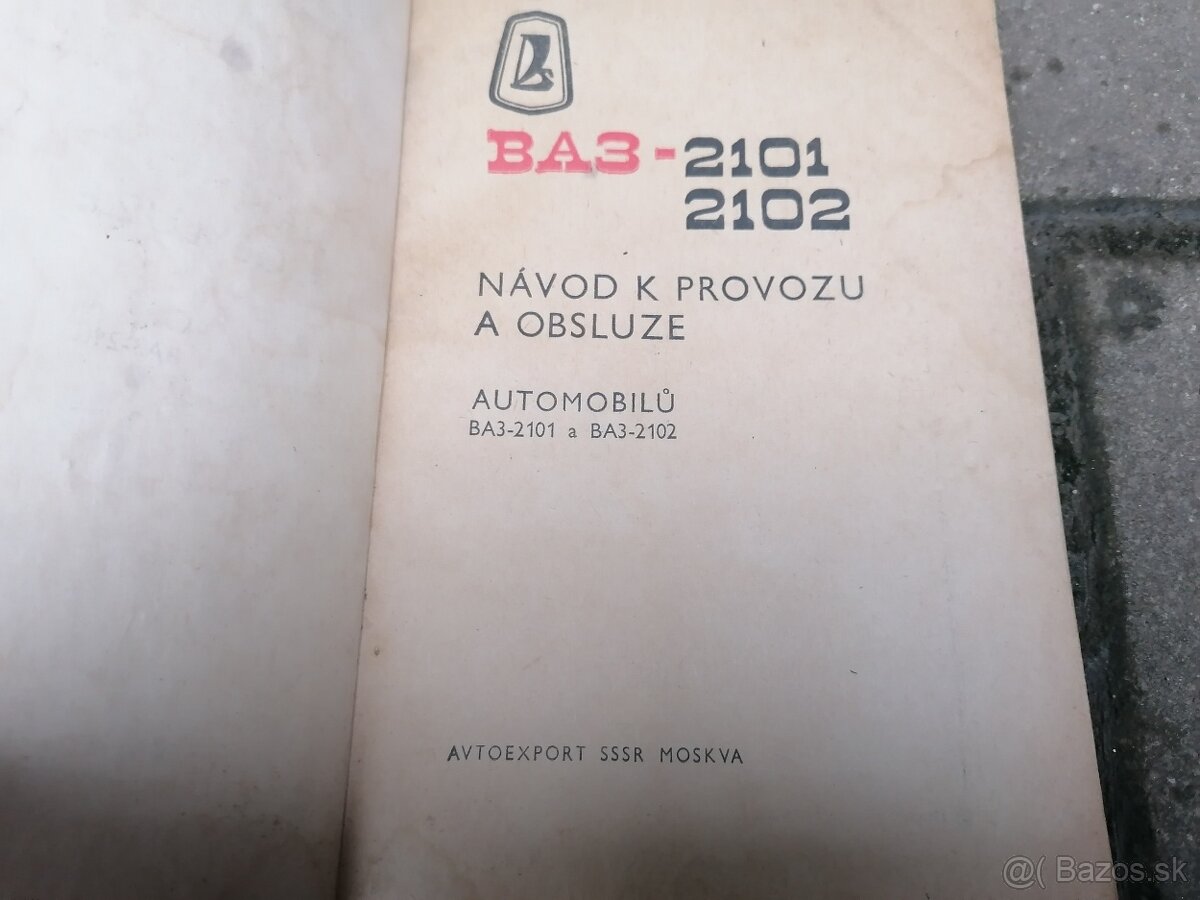 ВАЗ-2101
2102
NÁVOD K PROVOZU
A OBSLUZE
AUTOMOBILŮ
ВАЗ-2101 a ВАЗ-2102
AVTOEXPORT SSSR MOSKVA
@( Bazos.sk